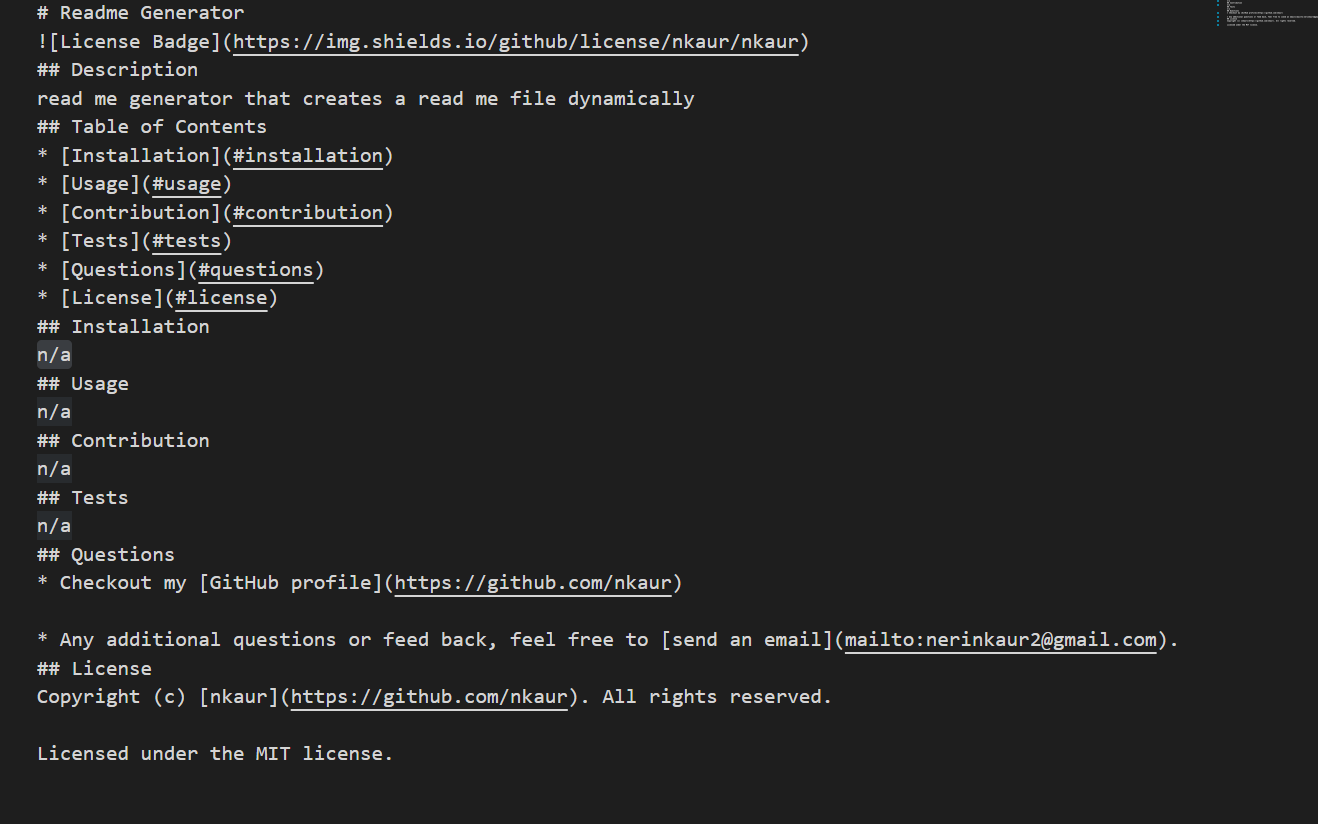 # Readme Generator
![License Badge](https://img.shields.io/github/license/nkaur/nkaur)
## Description
read me generator that creates a read me file dynamically
## Table of Contents
* [Installation](#installation)
* [Usage](#usage)
* [Contribution](#contribution)
* [Tests](#tests)
* [Questions](#questions)
* [License](#license)
## Installation
n/a
## Usage
n/a
## Contribution
n/a
## Tests
n/a
## Questions
* Checkout my [GitHub profile](https://github.com/nkaur)
* Any additional questions or feed back, feel free to [send an email](mailto:nerinkaur2@gmail.com).
## License
Copyright (c) [nkaur](https://github.com/nkaur). All rights reserved.
Licensed under the MIT license.